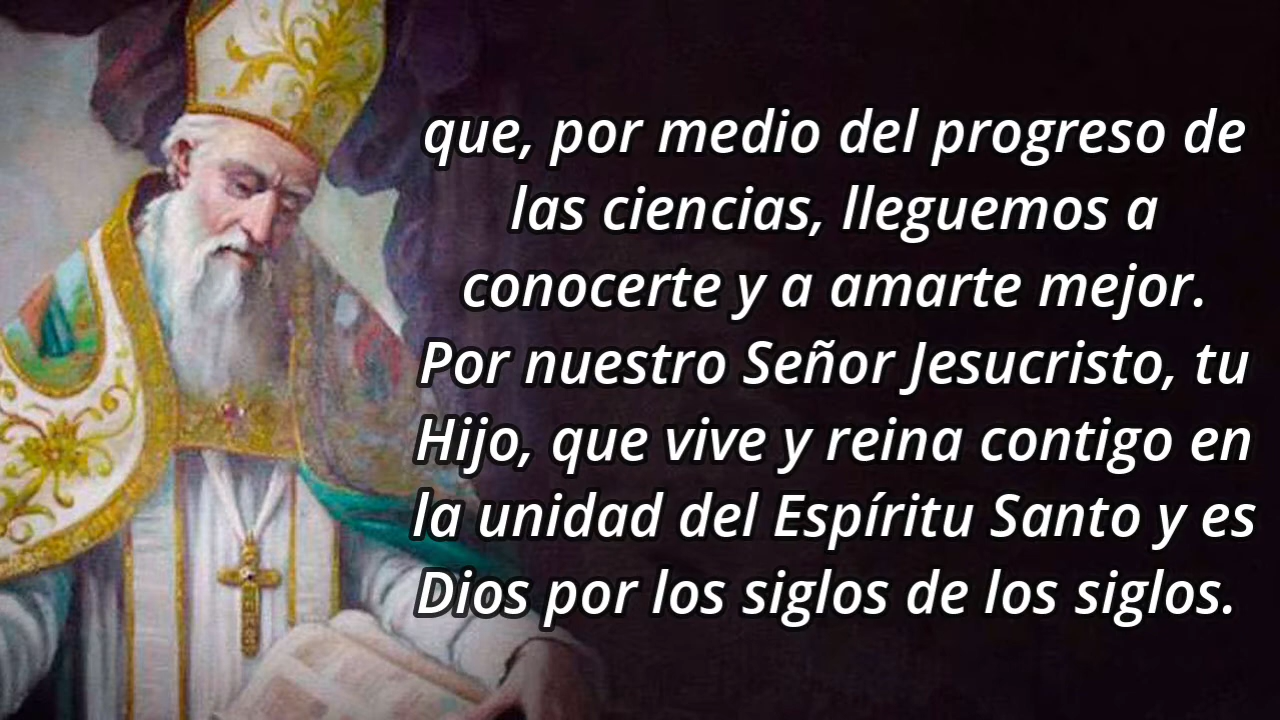 que, por medio del progreso de
las ciencias, lleguemos a
conocerte y a amarte mejor.
Por nuestro Señor Jesucristo, tu
Hijo, que vive y reina contigo en
la unidad del Espíritu Santo y es
Dios por los siglos de los siglos.